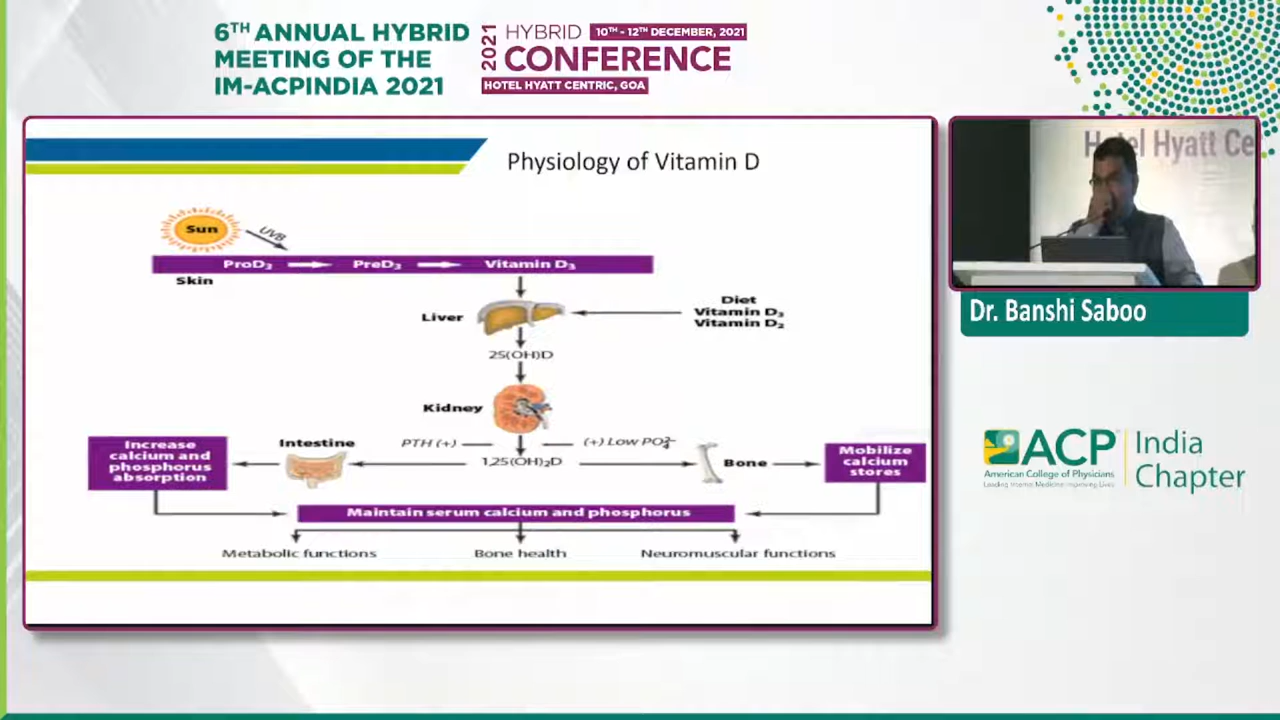 6TH ANNUAL HYBRID
MEETING OF THE
IM-ACPINDIA 2021
2021
HYBRID
10TH - 12TH DECEMBER, 2021
CONFERENCE
HOTEL HYATT CENTRIC, GOA
Physiology of Vitamin D
Sun
UVB
ProD3 PreD3 Vitamin D3
Skin
Liver
Diet
Vitamin D3
Vitamin D2
25(OH)D
Kidney
PTH (+)
(+) Low PO4
1,25(OH)2D
Intestine
Bone
Increase
calcium and
phosphorus
absorption
Mobilize
calcium
stores
Maintain serum calcium and phosphorus
Metabolic functions
Bone health
Neuromuscular functions
Hotel Hyatt Ce
Dr. Banshi Saboo
ACP
American College of Physicians
Leading Internal Medicine, Improving Lives
India
Chapter